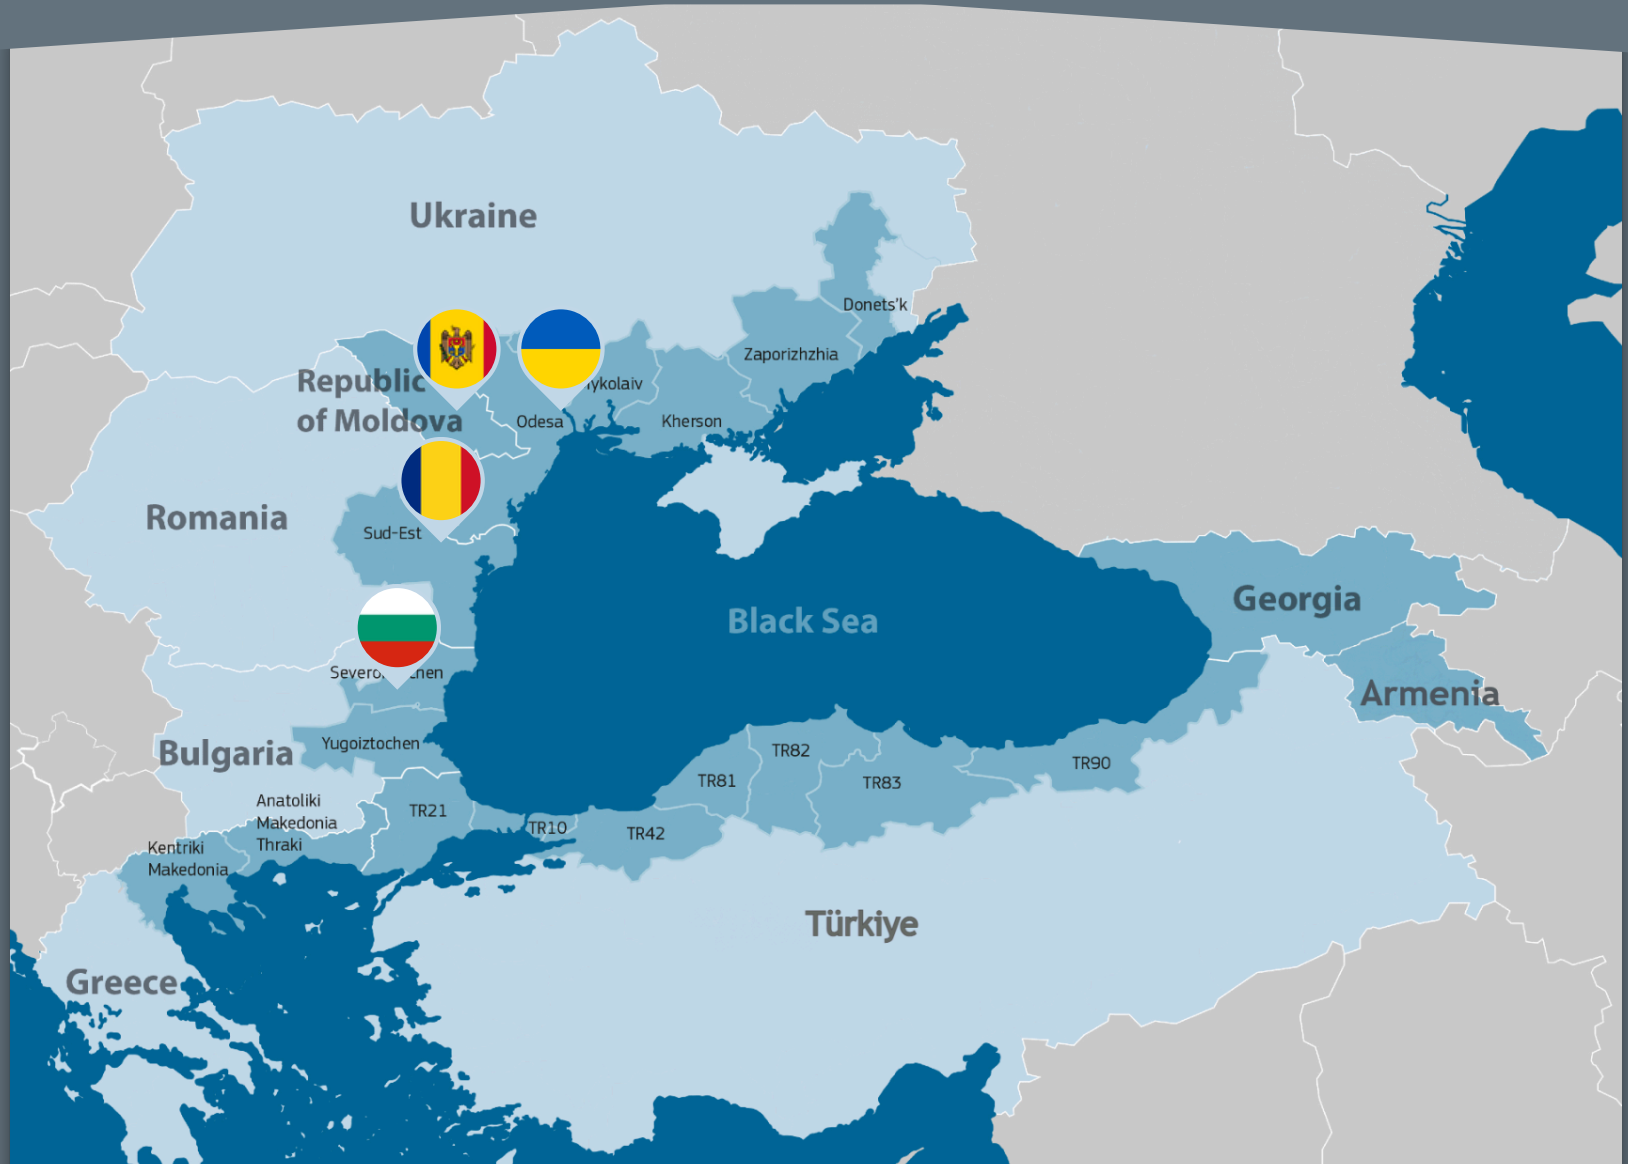 Ukraine
Donets'k
Zaporizhzhia
Republic
of Moldova
Odesa
Kherson
Romania
Sud-Est
Black Sea
Georgia
Armenia
Bulgaria
Yugoiztochen
TR82
TR90
TR81
TR83
Anatoliki
Makedonia
Thraki
TR21
TR10
TR42
Kentriki
Makedonia
Türkiye
Greece